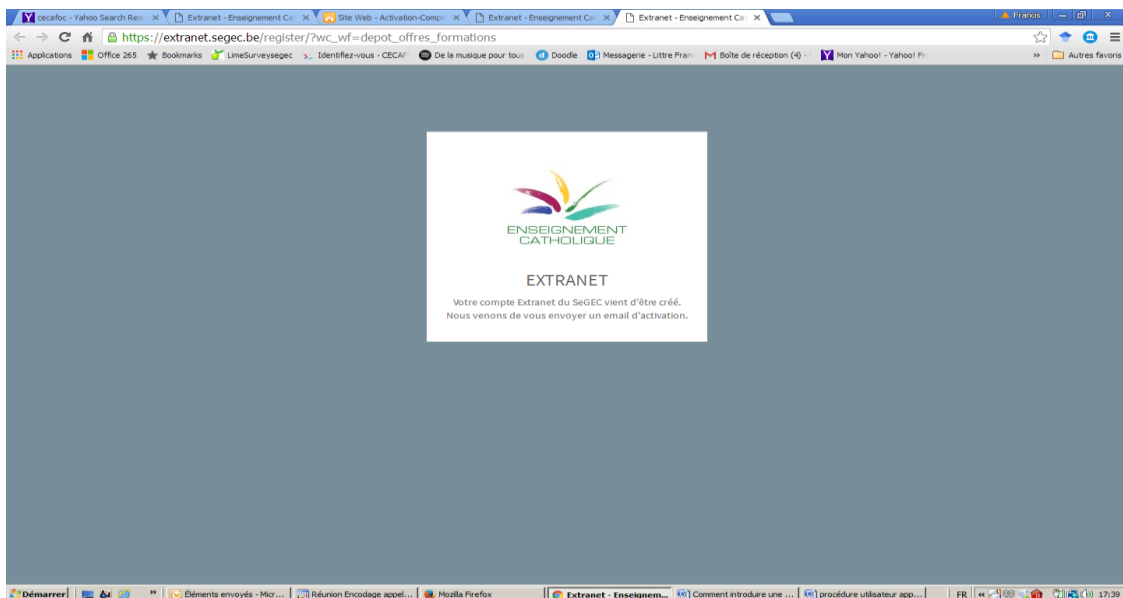 cecafoc - Yahoo Search Res
Extranet - Enseignement Cat
Site Web - Activation-Compt
Extranet - Enseignement Cat
Extranet - Enseignement Cat
Francis
https://extranet.segec.be/register/?wc_wf=depot_offres_formations
Applications
Office 265
Bookmarks
LimeSurveysegec
Identifiez-vous - CECAF
De la musique pour tous
Doodle
Messagerie - Littre Fran
Boîte de réception (4) -
Mon Yahoo! - Yahoo! Fr
»
Autres favoris
ENSEIGNEMENT
CATHOLIQUE
EXTRANET
Votre compte Extranet du SeGEC vient d'être créé.
Nous venons de vous envoyer un email d'activation.
Démarrer
»
Éléments envoyés - Micr...
Réunion Encodage appel...
Mozilla Firefox
Extranet - Enseignem...
Comment introduire une ...
procédure utilisateur app...
FR
«
17:39